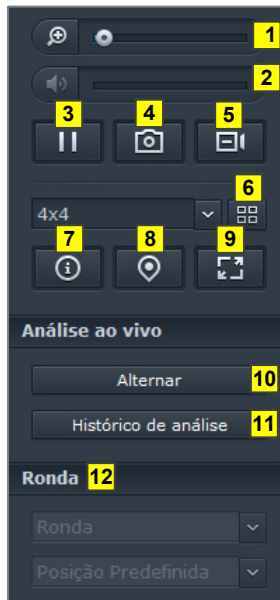 1
2
3 4 5
6
4x4
7 8 9
Análise ao vivo
Alternar 10
Histórico de análise 11
Ronda 12
Ronda
Posição Predefinida